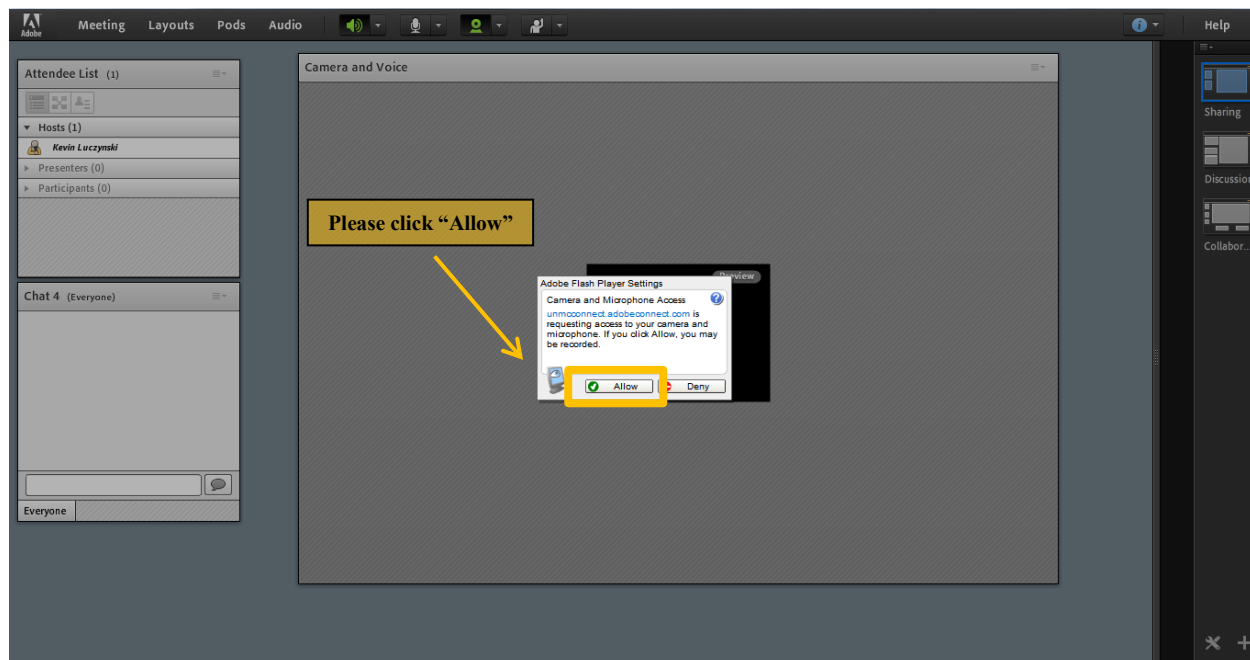 Adobe
Meeting Layouts Pods Audio
Help
Attendee List (1)
Hosts (1)
Kevin Luczynski
Presenters (0)
Participants (0)
Chat 4 (Everyone)
Everyone
Camera and Voice
Please click “Allow”
Preview
Adobe Flash Player Settings
Camera and Microphone Access
unmcconnect.adobeconnect.com is
requesting access to your camera and
microphone. If you click Allow, you may
be recorded.
Allow
Deny
Sharing
Discussion
Collabor...